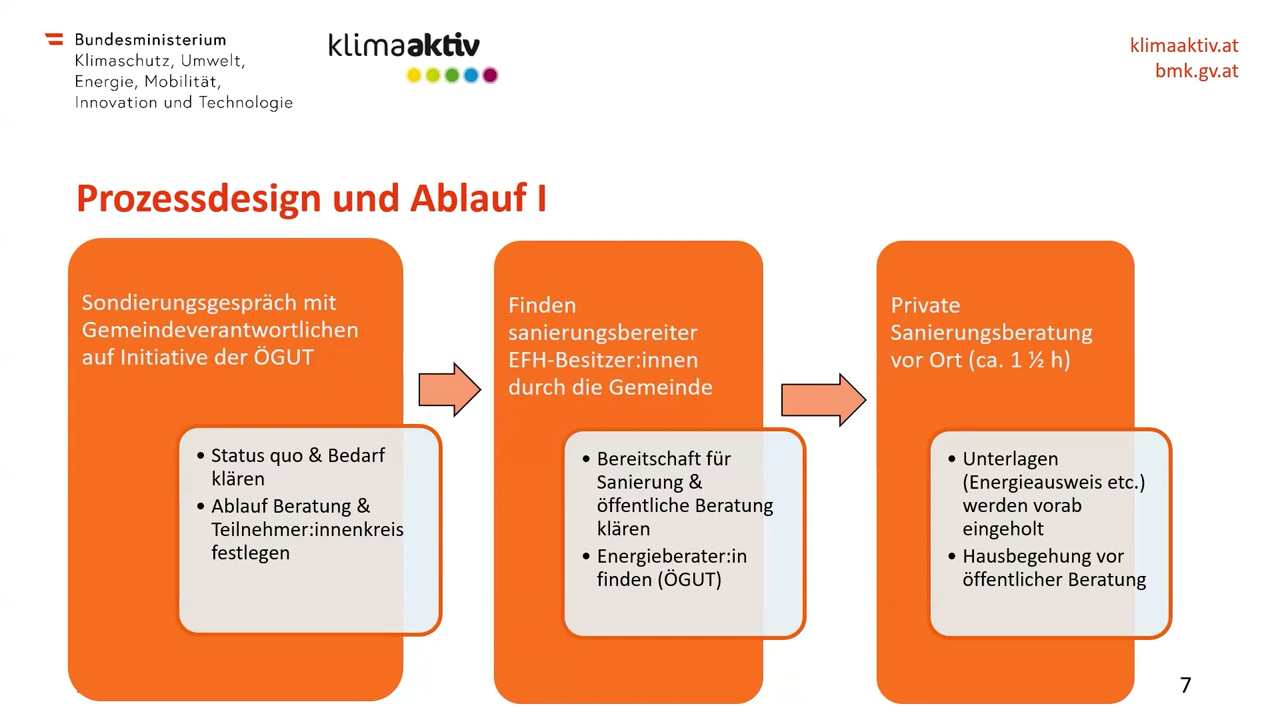 Bundesministerium
Klimaschutz, Umwelt,
Energie, Mobilität,
Innovation und Technologie
klimaaktiv
klimaaktiv.at
bmk.gv.at
Prozessdesign und Ablauf I
Sondierungsgespräch mit
Gemeindeverantwortlichen
auf Initiative der ÖGUT
• Status quo & Bedarf
klären
• Ablauf Beratung &
Teilnehmer:innenkreis
festlegen
Finden
sanierungsbereiter
EFH-Besitzer:innen
durch die Gemeinde
• Bereitschaft für
Sanierung &
öffentliche Beratung
klären
• Energieberater:in
finden (ÖGUT)
Private
Sanierungsberatung
vor Ort (ca. 1 ½ h)
• Unterlagen
(Energieausweis etc.)
werden vorab
eingeholt
• Hausbegehung vor
öffentlicher Beratung
7